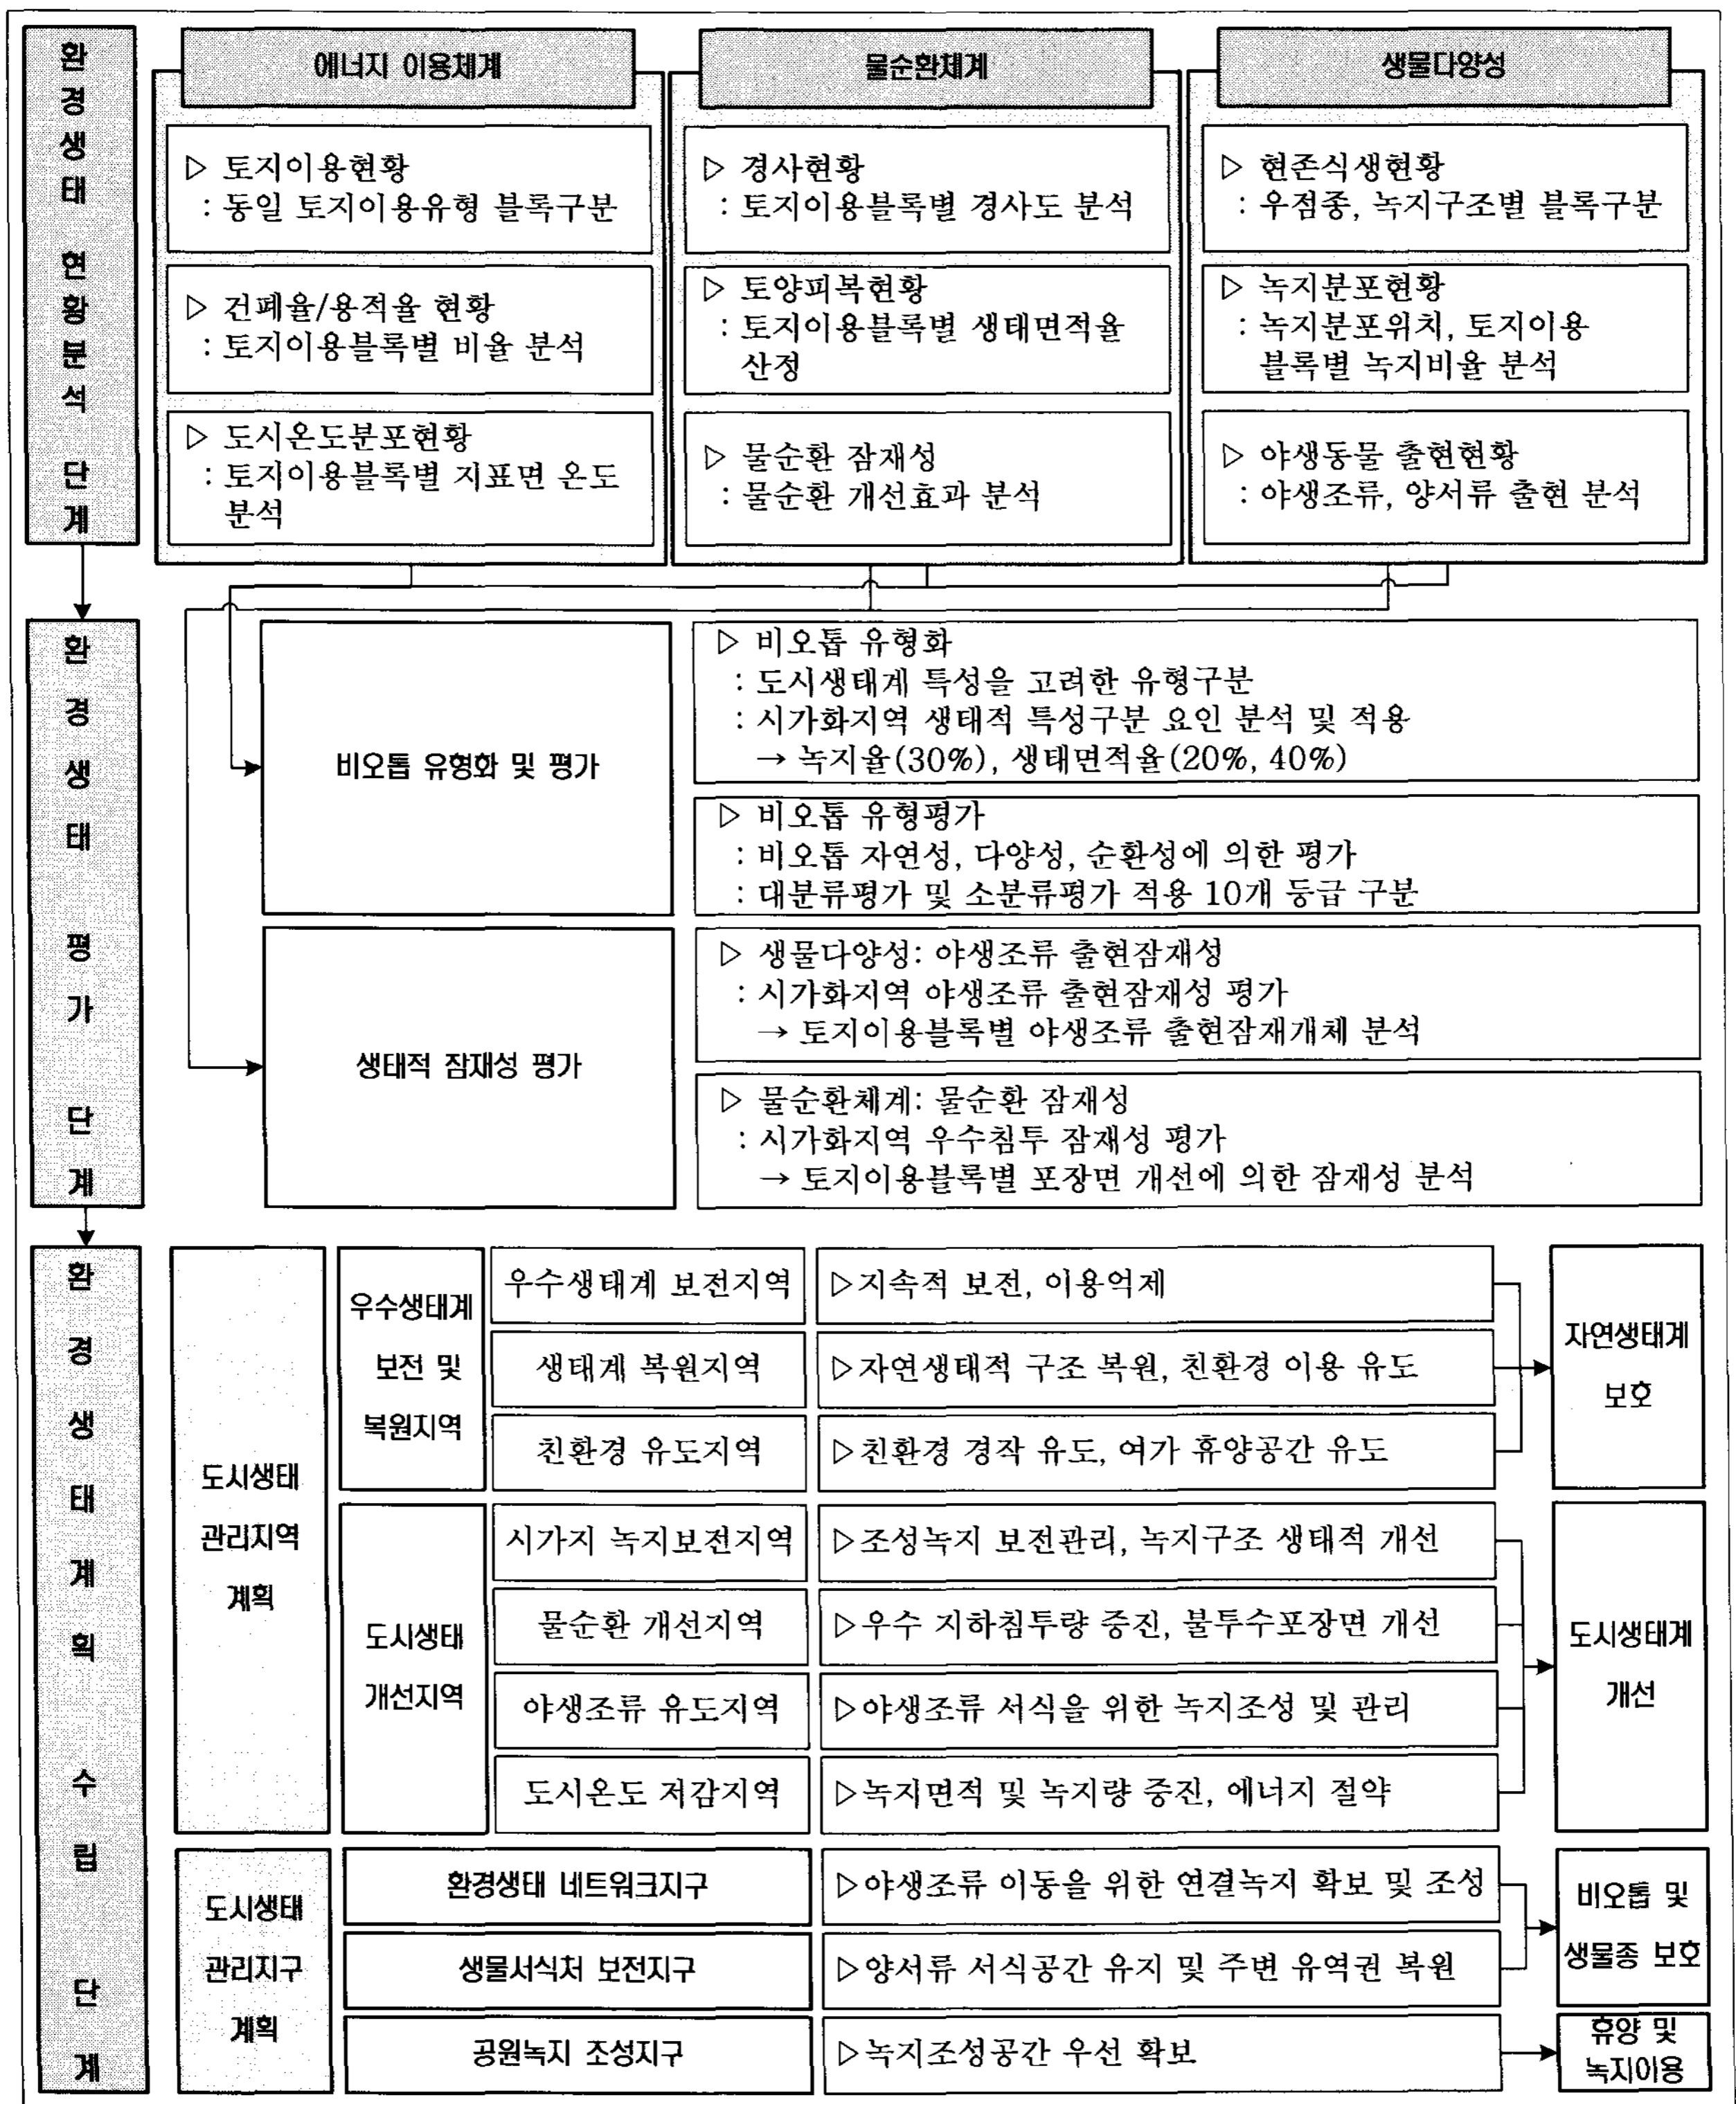 환경생태 현황분석 단계
에너지 이용체계
▷ 토지이용현황
: 동일 토지이용유형 블록구분
▷ 건폐율/용적율 현황
: 토지이용블록별 비율 분석
▷ 도시온도분포현황
: 토지이용블록별 지표면 온도
분석
물순환체계
▷ 경사현황
: 토지이용블록별 경사도 분석
▷ 토양피복현황
: 토지이용블록별 생태면적율
산정
▷ 물순환 잠재성
: 물순환 개선효과 분석
생물다양성
▷ 현존식생현황
: 우점종, 녹지구조별 블록구분
▷ 녹지분포현황
: 녹지분포위치, 토지이용
블록별 녹지비율 분석
▷ 야생동물 출현현황
: 야생조류, 양서류 출현 분석
환경생태 평가 단계
비오톱 유형화 및 평가
▷ 비오톱 유형화
: 도시생태계 특성을 고려한 유형구분
: 시가화지역 생태적 특성구분 요인 분석 및 적용
→ 녹지율(30%), 생태면적율(20%, 40%)
▷ 비오톱 유형평가
: 비오톱 자연성, 다양성, 순환성에 의한 평가
: 대분류평가 및 소분류평가 적용 10개 등급 구분
생태적 잠재성 평가
▷ 생물다양성: 야생조류 출현잠재성
: 시가화지역 야생조류 출현잠재성 평가
→ 토지이용블록별 야생조류 출현잠재개체 분석
▷ 물순환체계: 물순환 잠재성
: 시가화지역 우수침투 잠재성 평가
→ 토지이용블록별 포장면 개선에 의한 잠재성 분석
환경생태계획 수립 단계
도시생태
관리지역
계획
우수생태계
보전 및
복원지역
우수생태계 보전지역
▷지속적 보전, 이용억제
생태계 복원지역
▷자연생태적 구조 복원, 친환경 이용 유도
친환경 유도지역
▷친환경 경작 유도, 여가 휴양공간 유도
자연생태계
보호
도시생태
개선지역
시가지 녹지보전지역
▷조성녹지 보전관리, 녹지구조 생태적 개선
물순환 개선지역
▷우수 지하침투량 증진, 불투수포장면 개선
야생조류 유도지역
▷야생조류 서식을 위한 녹지조성 및 관리
도시온도 저감지역
▷녹지면적 및 녹지량 증진, 에너지 절약
도시생태계
개선
도시생태
관리지구
계획
환경생태 네트워크지구
▷야생조류 이동을 위한 연결녹지 확보 및 조성
생물서식처 보전지구
▷양서류 서식공간 유지 및 주변 유역권 복원
비오톱 및
생물종 보호
공원녹지 조성지구
▷녹지조성공간 우선 확보
휴양 및
녹지이용